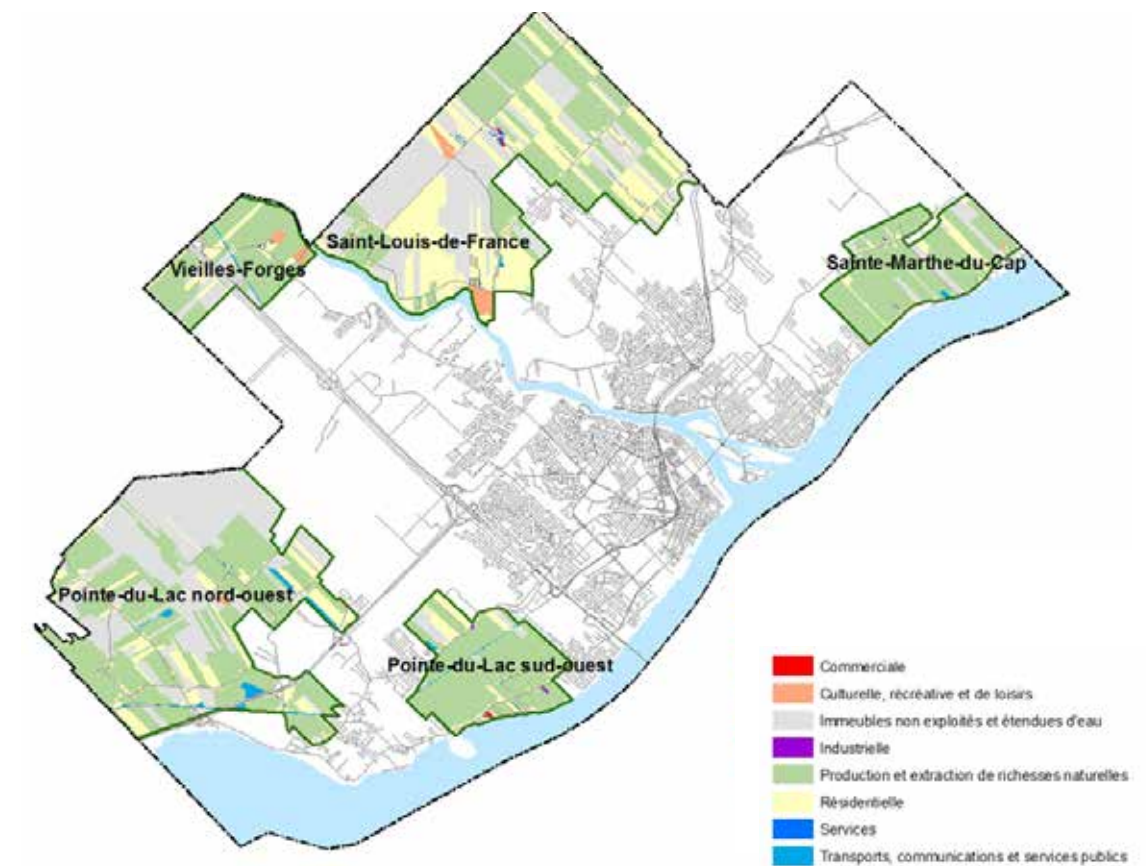 Saint-Louis-de-France
Vieilles-Forges
Sainte-Marthe-du-Cap
Pointe-du-Lac nord-ouest
Pointe-du-Lac sud-ouest
Commerciale
Culturelle, récréative et de loisirs
Immeubles non exploités et étendues d'eau
Industrielle
Production et extraction de richesses naturelles
Résidentielle
Services
Transports, communications et services publics